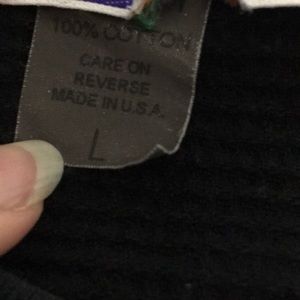 100% COTTON
CARE ON
REVERSE
MADE IN U.S.A.
L